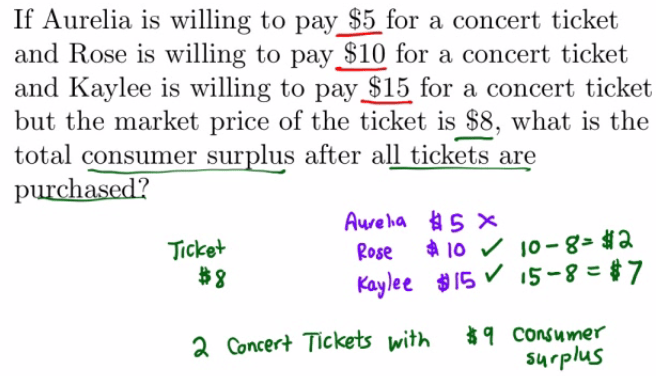 If Aurelia is willing to pay $5 for a concert ticket
and Rose is willing to pay $10 for a concert ticket
and Kaylee is willing to pay $15 for a concert ticket
but the market price of the ticket is $8, what is the
total consumer surplus after all tickets are
purchased?
Aurelia $5 ×
Ticket Rose $10 ✓ 10-8=$2
$8 Kaylee $15 ✓ 15-8=$7
2 Concert Tickets with $9 Consumer
surplus